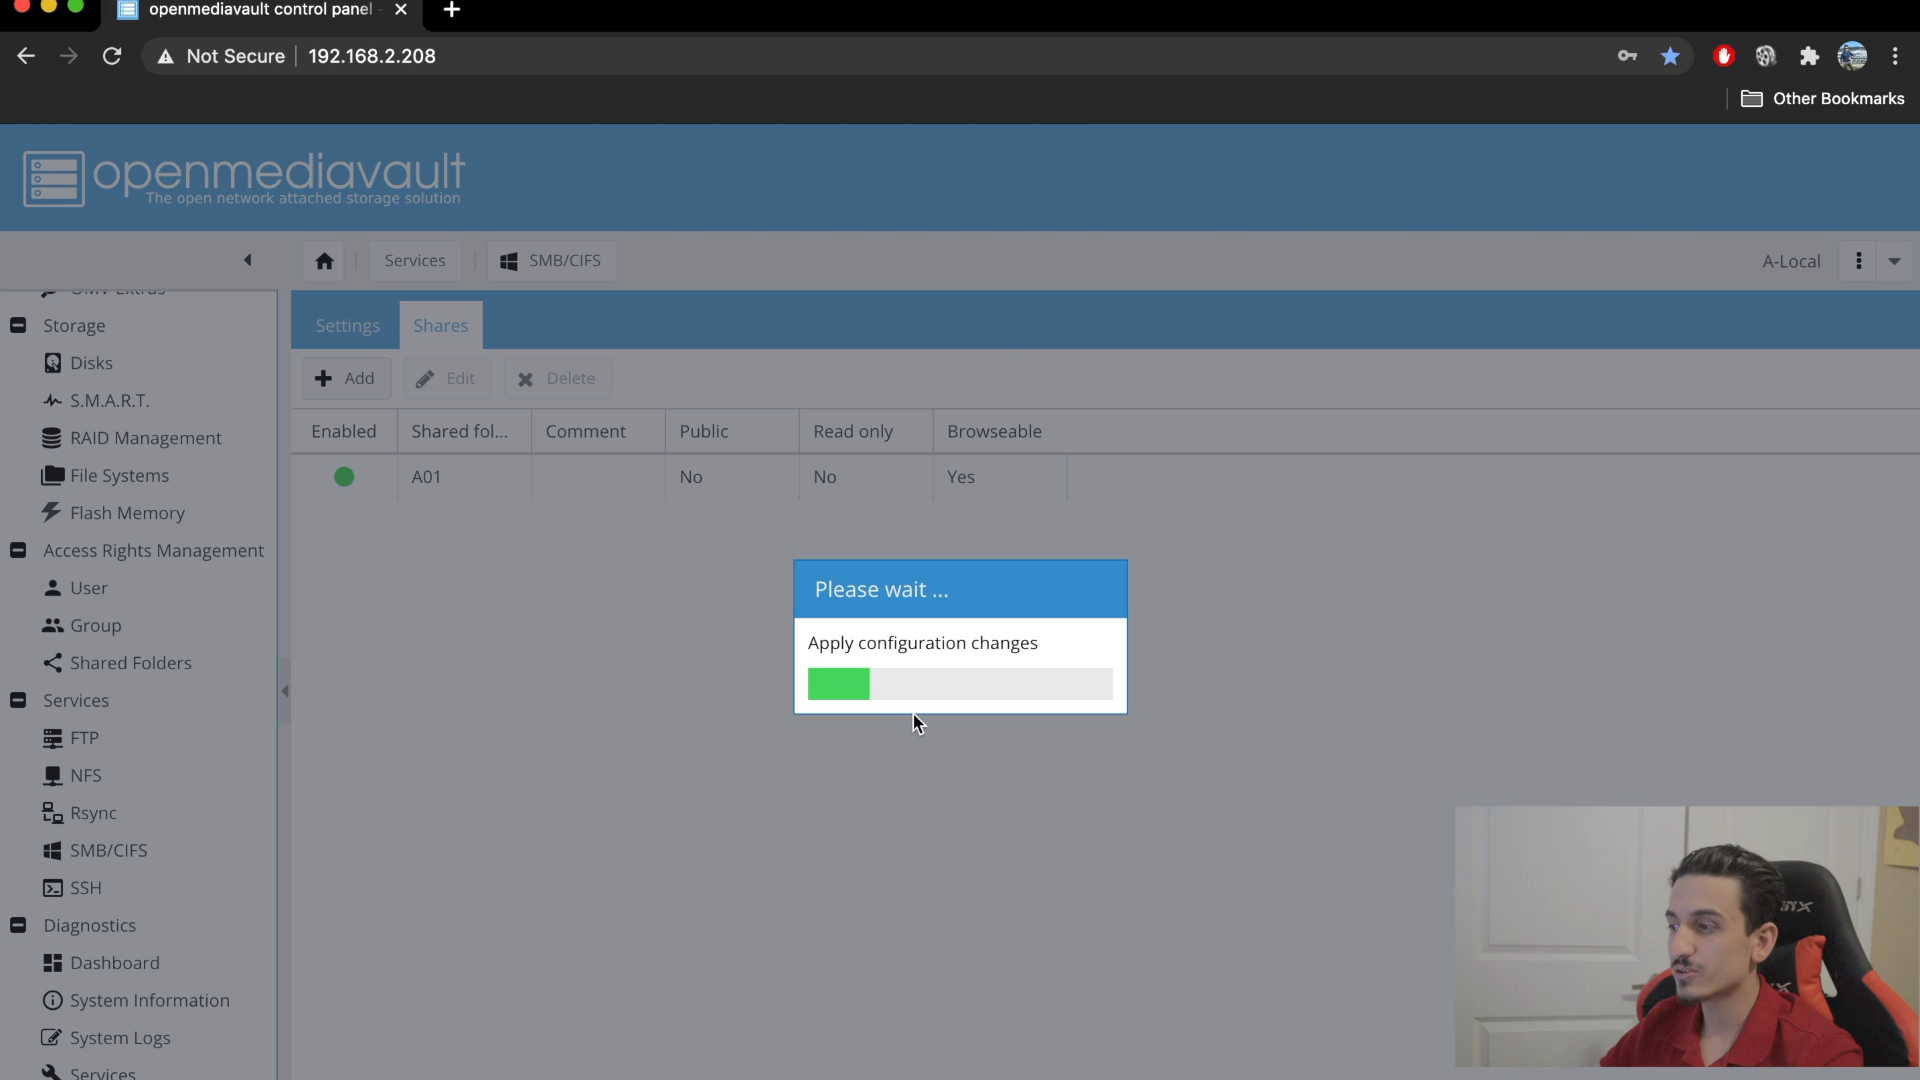 openmediavault control panel -
Not Secure
192.168.2.208
Other Bookmarks
openmediavault
The open network attached storage solution
Services
SMB/CIFS
A-Local
OMV-Extras
Storage
Disks
S.M.A.R.T.
RAID Management
File Systems
Flash Memory
Access Rights Management
User
Group
Shared Folders
Services
FTP
NFS
Rsync
SMB/CIFS
SSH
Diagnostics
Dashboard
System Information
System Logs
Services
Settings
Shares
Add
Edit
Delete
Enabled
Shared fol...
Comment
Public
Read only
Browseable
A01
No
No
Yes
Please wait ...
Apply configuration changes